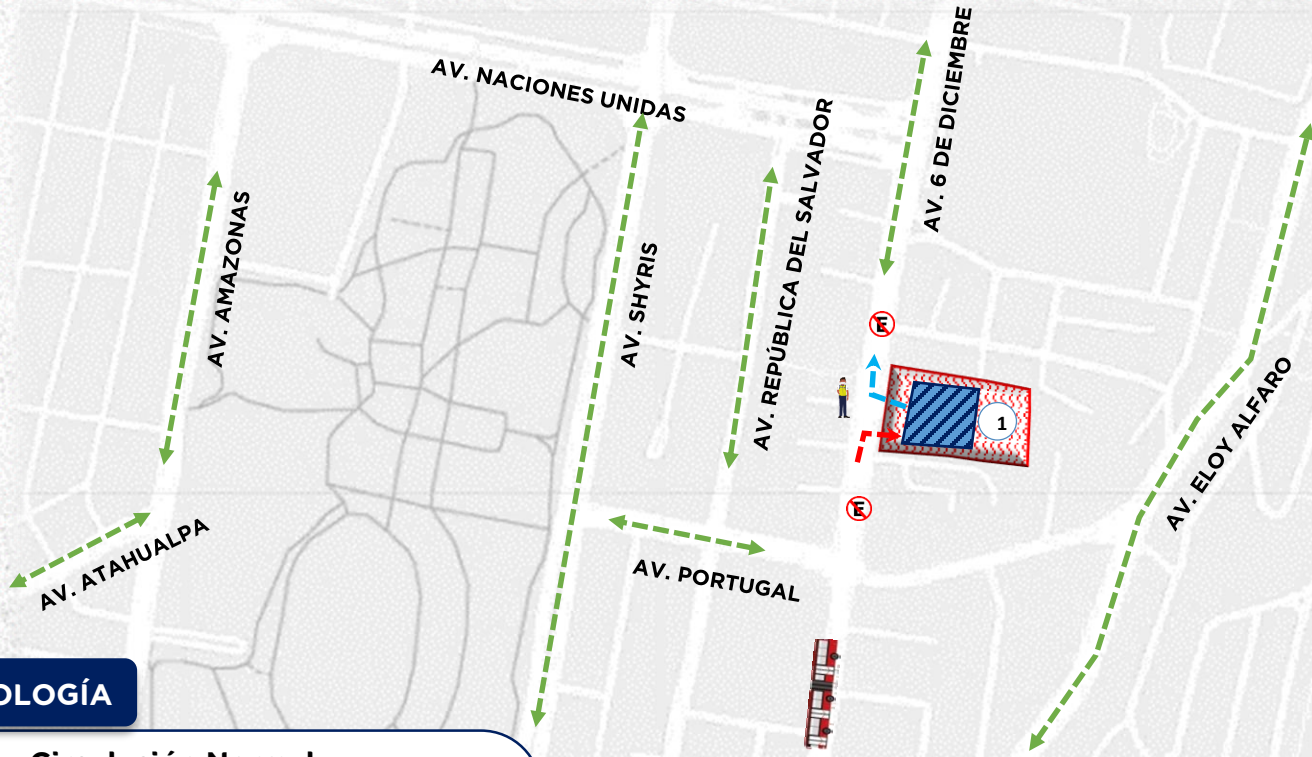 AV. 6 DE DICIEMBRE
AV. NACIONES UNIDAS
AV. REPÚBLICA DEL SALVADOR
AV. AMAZONAS
AV. SHYRIS
E
AV. ELOY ALFARO
1
E
AV. ATAHUALPA
AV. PORTUGAL
OLOGÍA